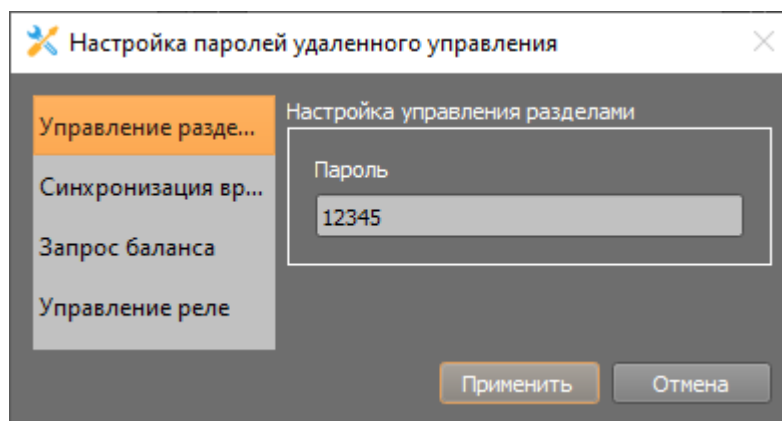 Настройка паролей удаленного управления
Управление разде...
Синхронизация вр...
Запрос баланса
Управление реле
Настройка управления разделами
Пароль
12345
Применить
Отмена